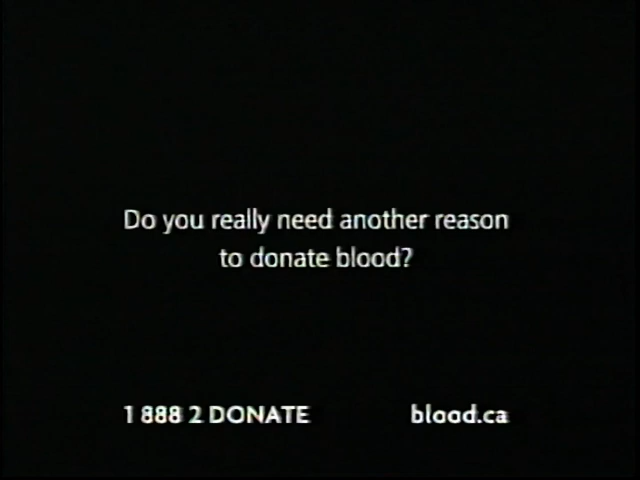 Do you really need another reason
to donate blood?
1 888 2 DONATE
blood.ca